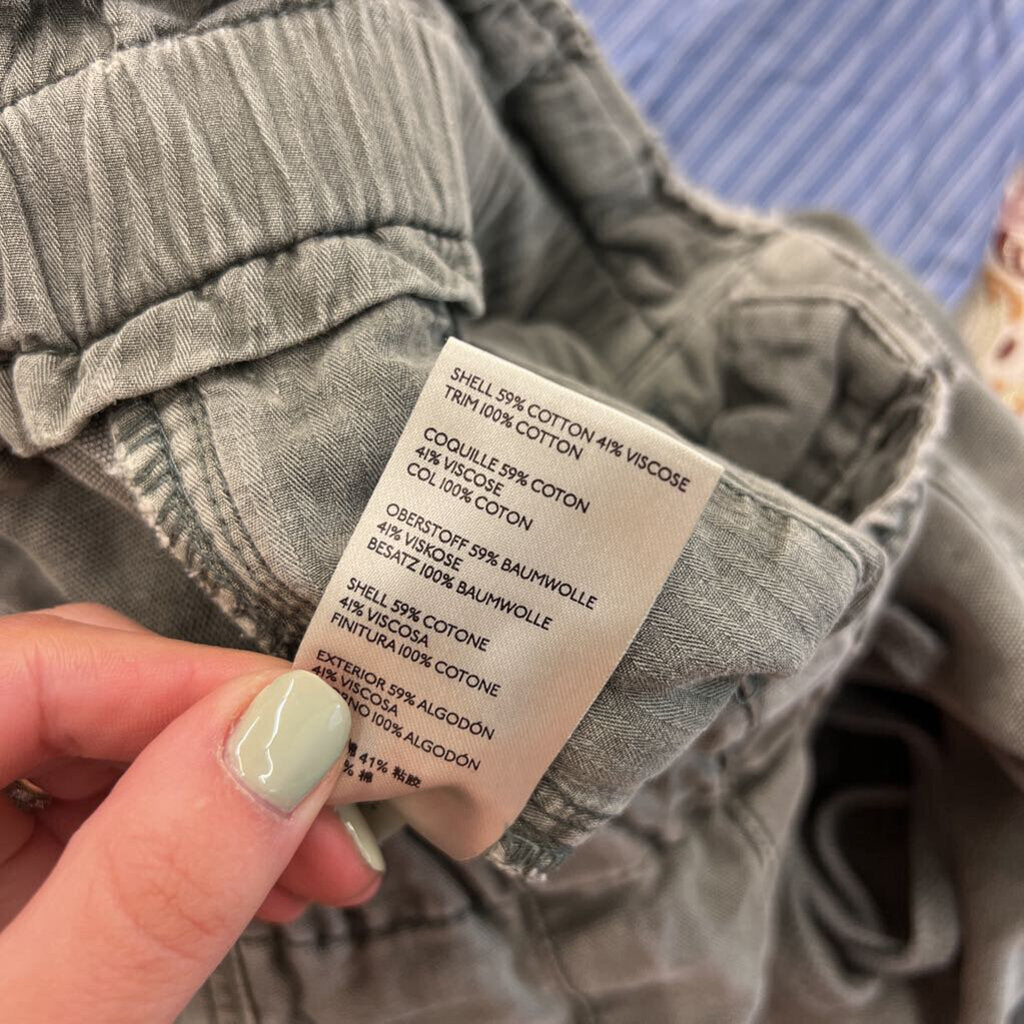 SHELL 59% COTTON 41% VISCOSE
TRIM 100% COTTON
COQUILLE 59% COTON
41% VISCOSE
COL 100% COTON
OBERSTOFF 59% BAUMWOLLE
41% VISKOSE
BESATZ 100% BAUMWOLLE
SHELL 59% COTONE
41% VISCOSA
FINITURA 100% COTONE
EXTERIOR 59% ALGODÓN
41% VISCOSA
100% ALGODÓN
棉 41% 粘胶
% 棉